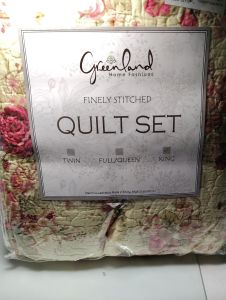 Greenland
Home Fashions
FINELY STITCHED
QUILT SET
TWIN
FULL/QUEEN
KING